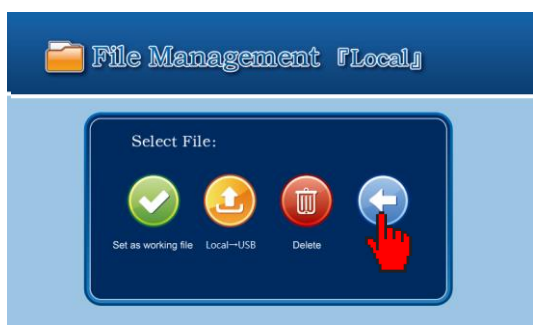 File Management 『Local』
Select File:
Set as working file Local→USB Delete